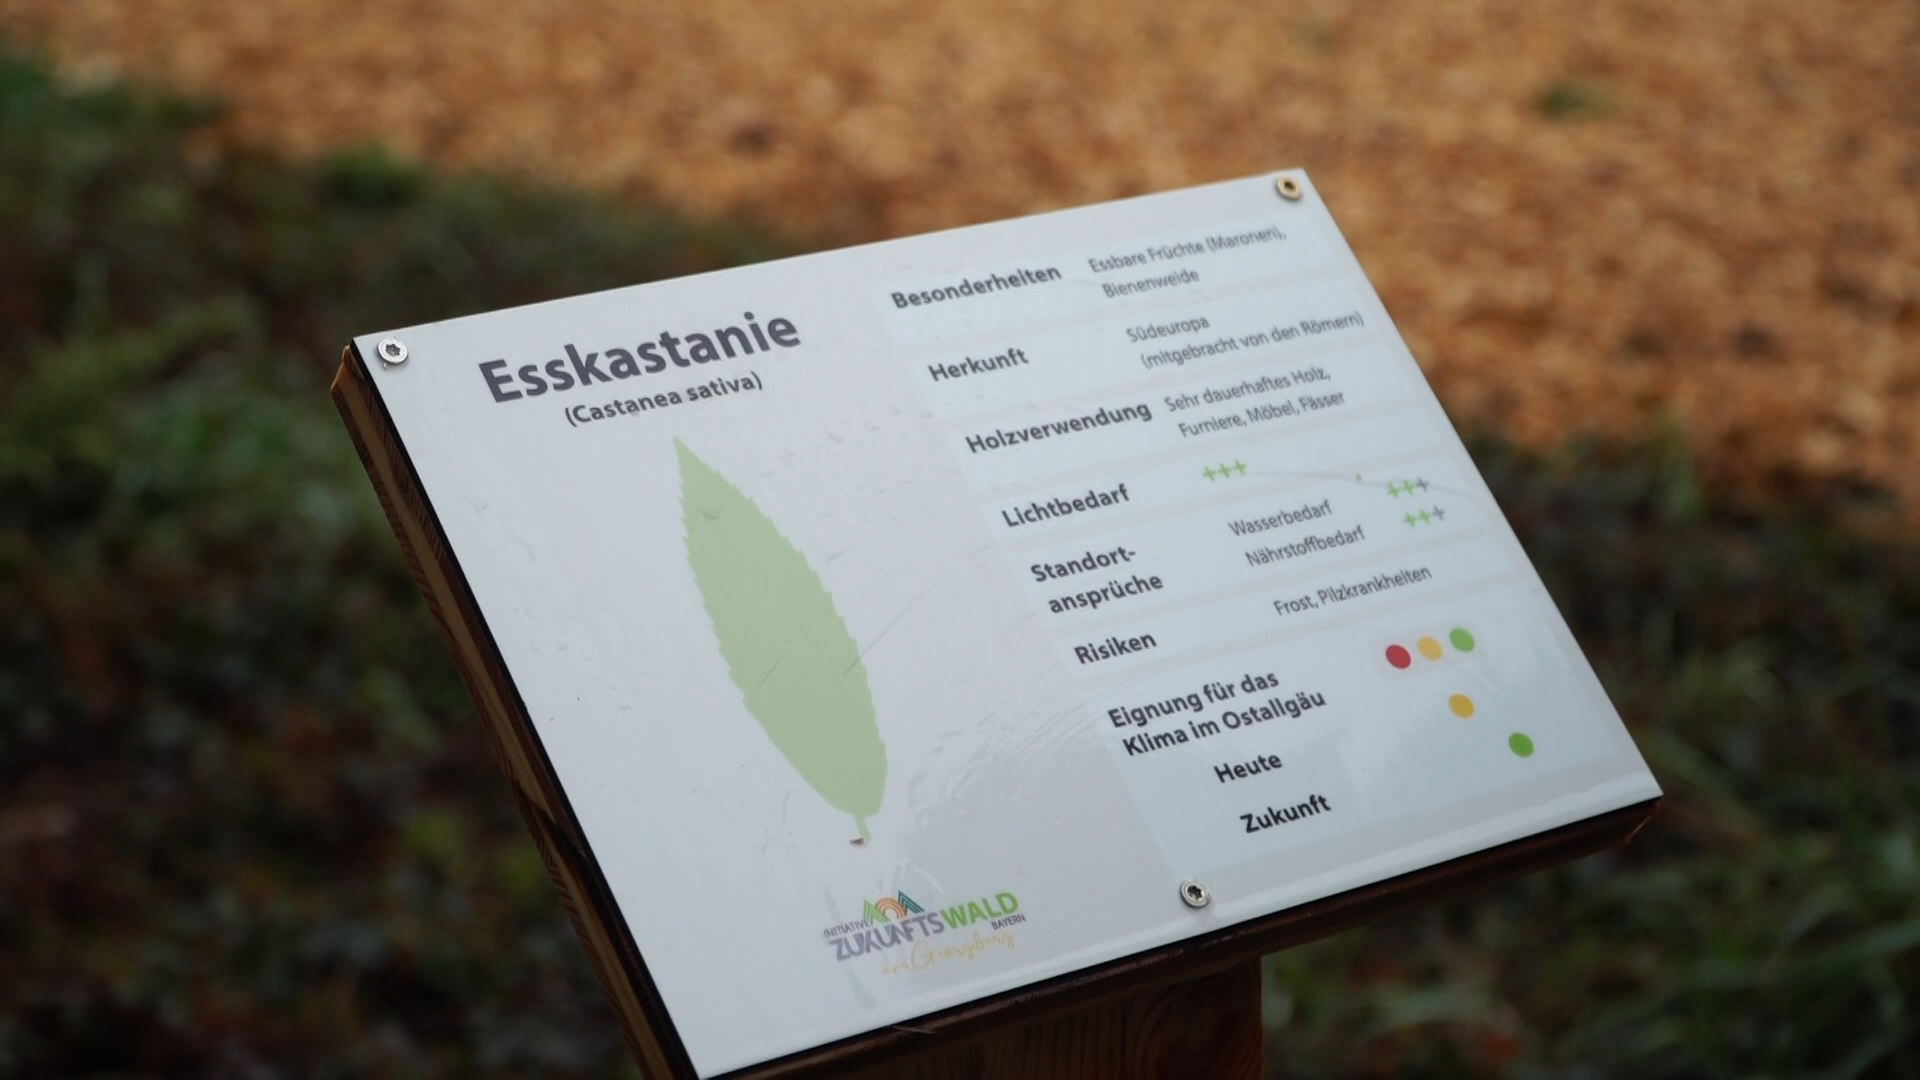 Esskastanie
(Castanea sativa)
Besonderheiten
Essbare Früchte (Maronen),
Bienenweide
Herkunft
Südeuropa
(mitgebracht von den Römern)
Holzverwendung
Sehr dauerhaftes Holz,
Furniere, Möbel, Fässer
Lichtbedarf
+++
Standort-
ansprüche
Wasserbedarf +++
Nährstoffbedarf +++
Risiken
Frost, Pilzkrankheiten
Eignung für das
Klima im Ostallgäu
Heute
Zukunft
INITIATIVE
ZUKUNFTSWALD
BAYERN
am Georgiberg